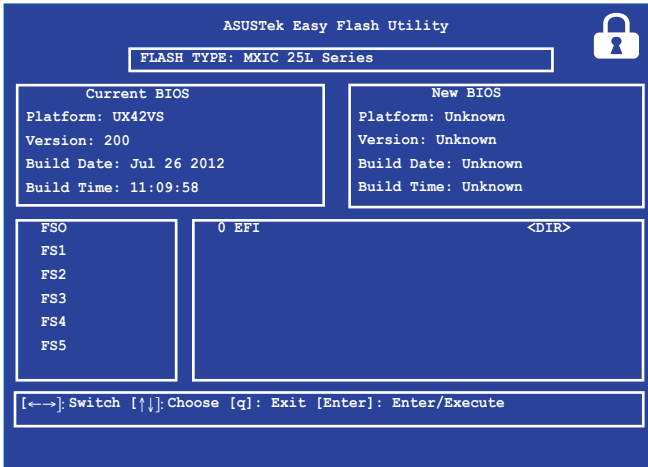 ASUSTek Easy Flash Utility
FLASH TYPE: MXIC 25L Series
Current BIOS
Platform: UX42VS
Version: 200
Build Date: Jul 26 2012
Build Time: 11:09:58
New BIOS
Platform: Unknown
Version: Unknown
Build Date: Unknown
Build Time: Unknown
FSO
FS1
FS2
FS3
FS4
FS5
0 EFI <DIR>
[←→]: Switch [↑↓]: Choose [q]: Exit [Enter]: Enter/Execute